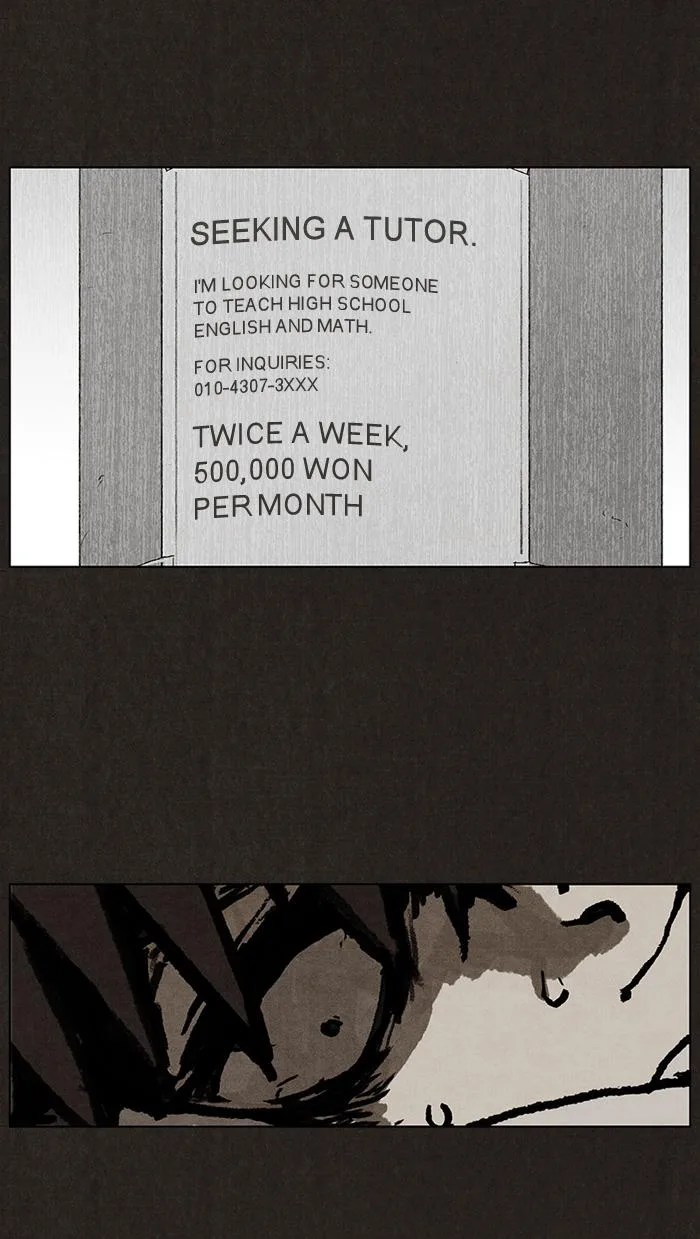 SEEKING A TUTOR.
I'M LOOKING FOR SOMEONE
TO TEACH HIGH SCHOOL
ENGLISH AND MATH.
FOR INQUIRIES:
010-4307-3XXX
TWICE A WEEK,
500,000 WON
PER MONTH